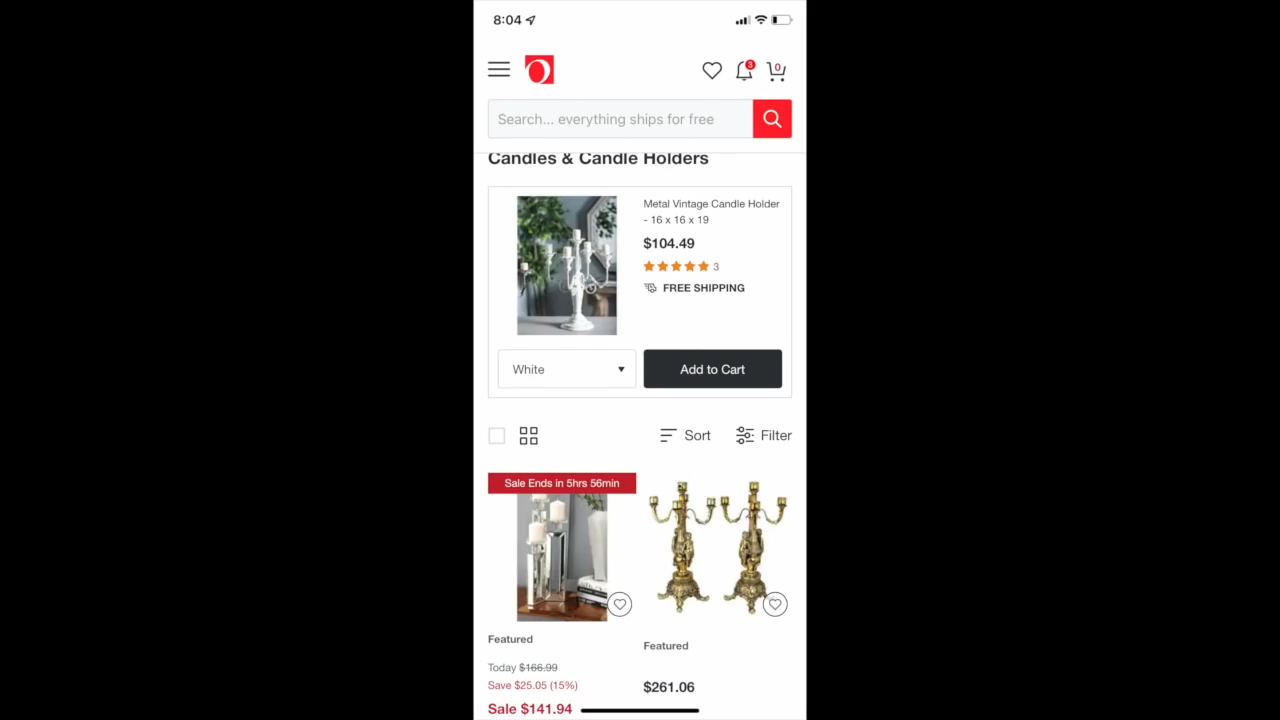 8:04
3
0
Search... everything ships for free
Candles & Candle Holders
Metal Vintage Candle Holder
- 16 x 16 x 19
$104.49
3
FREE SHIPPING
White
Add to Cart
Sort
Filter
Sale Ends in 5hrs 56min
Featured
Today $166.99
Save $25.05 (15%)
Sale $141.94
Featured
$261.06